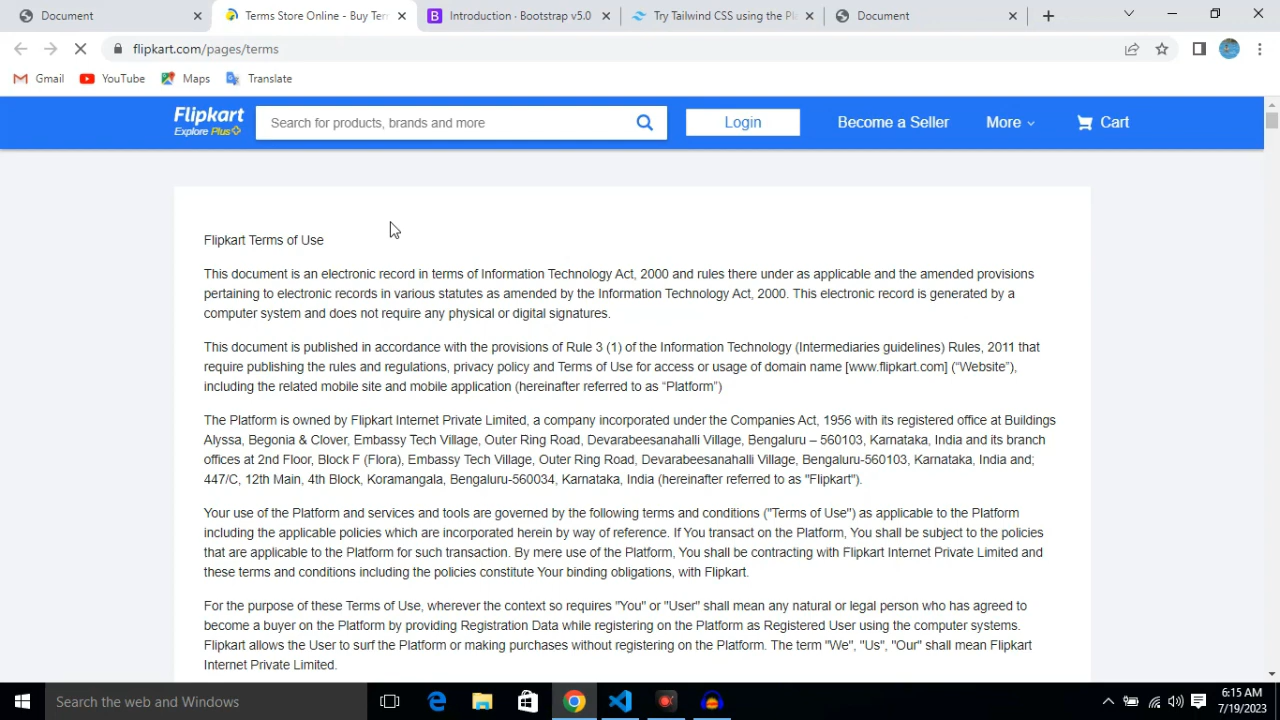 Document
Terms Store Online - Buy Ter
Introduction · Bootstrap v5.0
Try Tailwind CSS using the Pl
Document
flipkart.com/pages/terms
Gmail
YouTube
Maps
Translate
Flipkart
Explore Plus
Search for products, brands and more
Login
Become a Seller
More
Cart
Flipkart Terms of Use
This document is an electronic record in terms of Information Technology Act, 2000 and rules there under as applicable and the amended provisions
pertaining to electronic records in various statutes as amended by the Information Technology Act, 2000. This electronic record is generated by a
computer system and does not require any physical or digital signatures.
This document is published in accordance with the provisions of Rule 3 (1) of the Information Technology (Intermediaries guidelines) Rules, 2011 that
require publishing the rules and regulations, privacy policy and Terms of Use for access or usage of domain name [www.flipkart.com] (“Website”),
including the related mobile site and mobile application (hereinafter referred to as “Platform”)
The Platform is owned by Flipkart Internet Private Limited, a company incorporated under the Companies Act, 1956 with its registered office at Buildings
Alyssa, Begonia & Clover, Embassy Tech Village, Outer Ring Road, Devarabeesanahalli Village, Bengaluru – 560103, Karnataka, India and its branch
offices at 2nd Floor, Block F (Flora), Embassy Tech Village, Outer Ring Road, Devarabeesanahalli Village, Bengaluru-560103, Karnataka, India and;
447/C, 12th Main, 4th Block, Koramangala, Bengaluru-560034, Karnataka, India (hereinafter referred to as "Flipkart").
Your use of the Platform and services and tools are governed by the following terms and conditions ("Terms of Use") as applicable to the Platform
including the applicable policies which are incorporated herein by way of reference. If You transact on the Platform, You shall be subject to the policies
that are applicable to the Platform for such transaction. By mere use of the Platform, You shall be contracting with Flipkart Internet Private Limited and
these terms and conditions including the policies constitute Your binding obligations, with Flipkart.
For the purpose of these Terms of Use, wherever the context so requires "You" or "User" shall mean any natural or legal person who has agreed to
become a buyer on the Platform by providing Registration Data while registering on the Platform as Registered User using the computer systems.
Flipkart allows the User to surf the Platform or making purchases without registering on the Platform. The term "We", "Us", "Our" shall mean Flipkart
Internet Private Limited.
Search the web and Windows
6:15 AM
7/19/2023